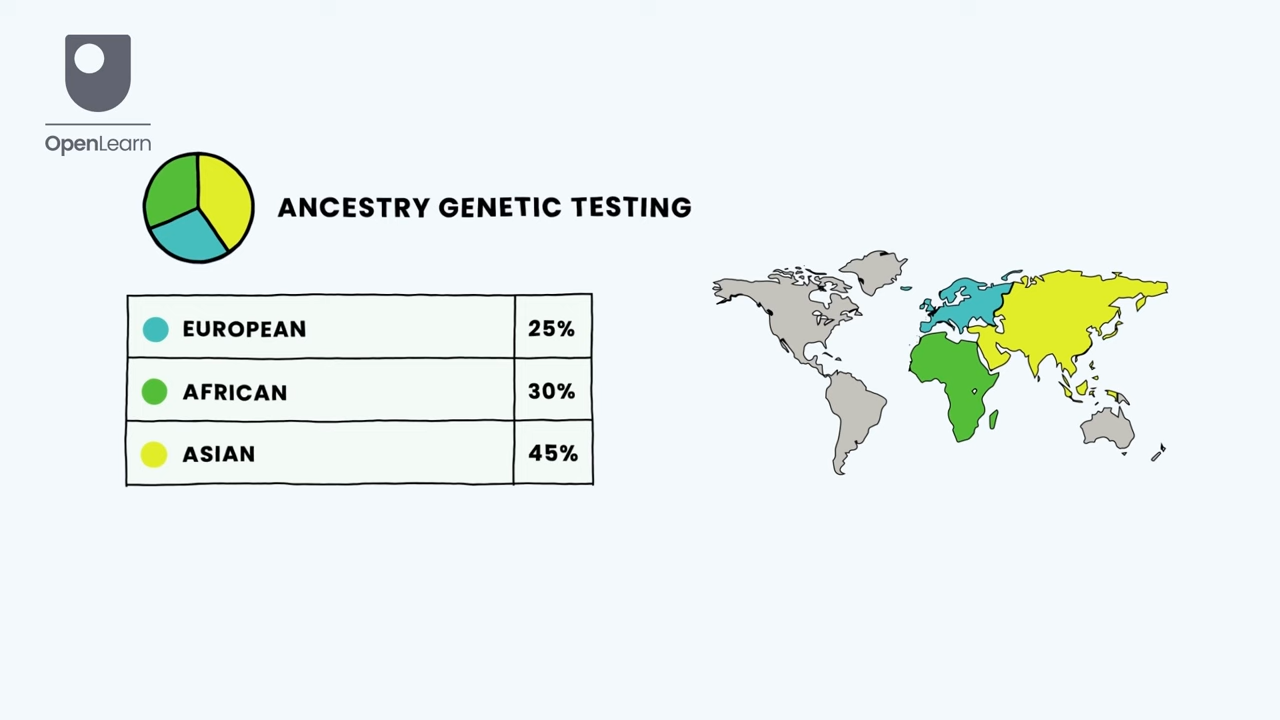 OpenLearn
ANCESTRY GENETIC TESTING
EUROPEAN 25%
AFRICAN 30%
ASIAN 45%